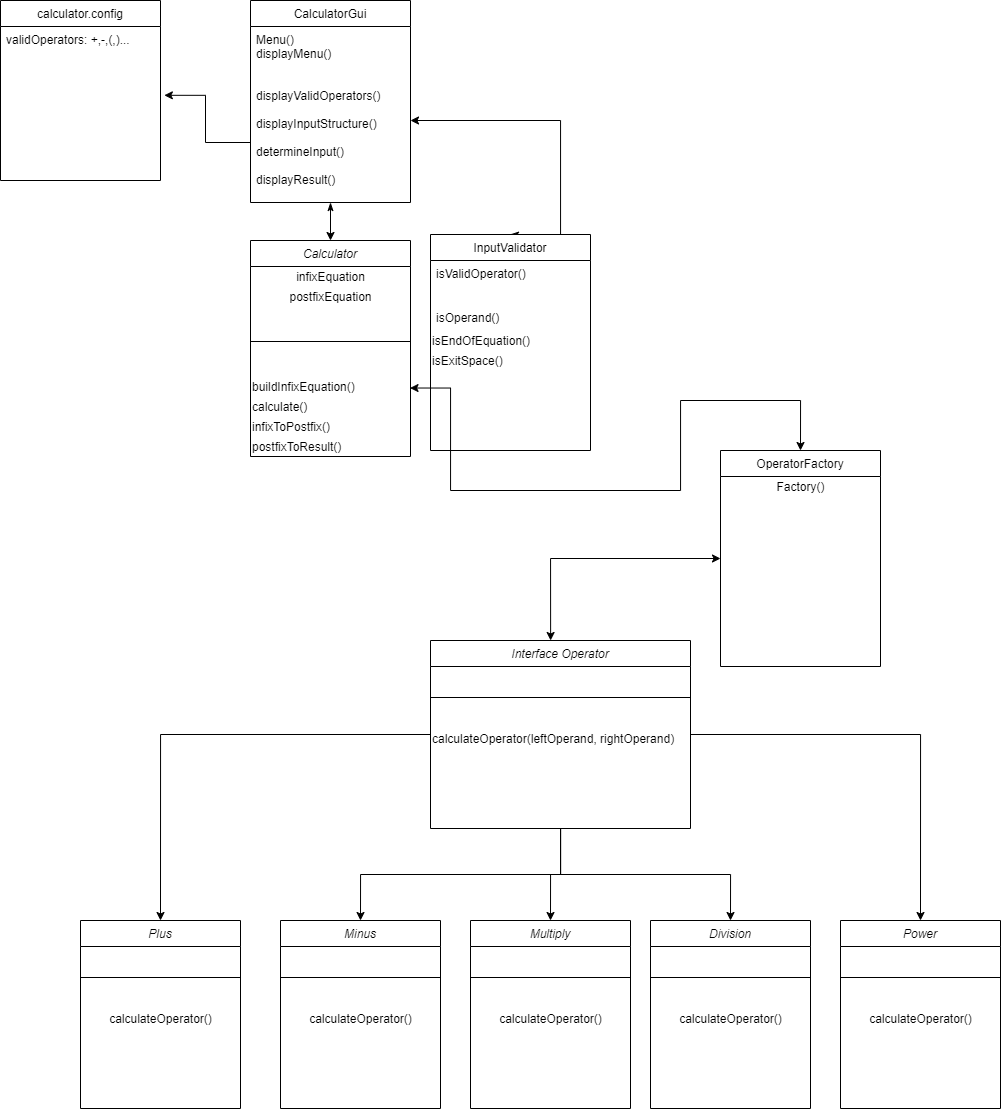 calculator.config
validOperators: +,-,(,)...
CalculatorGui
Menu()
displayMenu()
displayValidOperators()
displayInputStructure()
determineInput()
displayResult()
Calculator
infixEquation
postfixEquation
buildInfixEquation()
calculate()
infixToPostfix()
postfixToResult()
InputValidator
isValidOperator()
isOperand()
isEndOfEquation()
isExitSpace()
OperatorFactory
Factory()
Interface Operator
calculateOperator(leftOperand, rightOperand)
Plus
calculateOperator()
Minus
calculateOperator()
Multiply
calculateOperator()
Division
calculateOperator()
Power
calculateOperator()